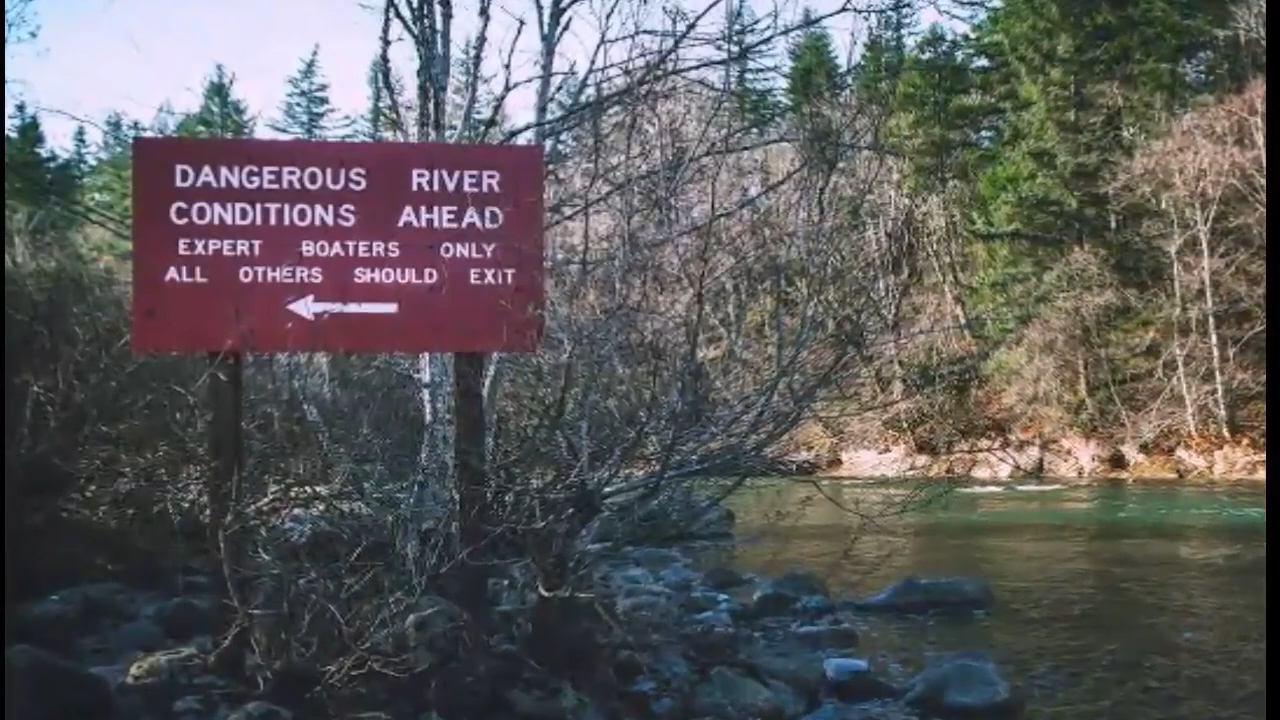 DANGEROUS RIVER
CONDITIONS AHEAD
EXPERT BOATERS ONLY
ALL OTHERS SHOULD EXIT